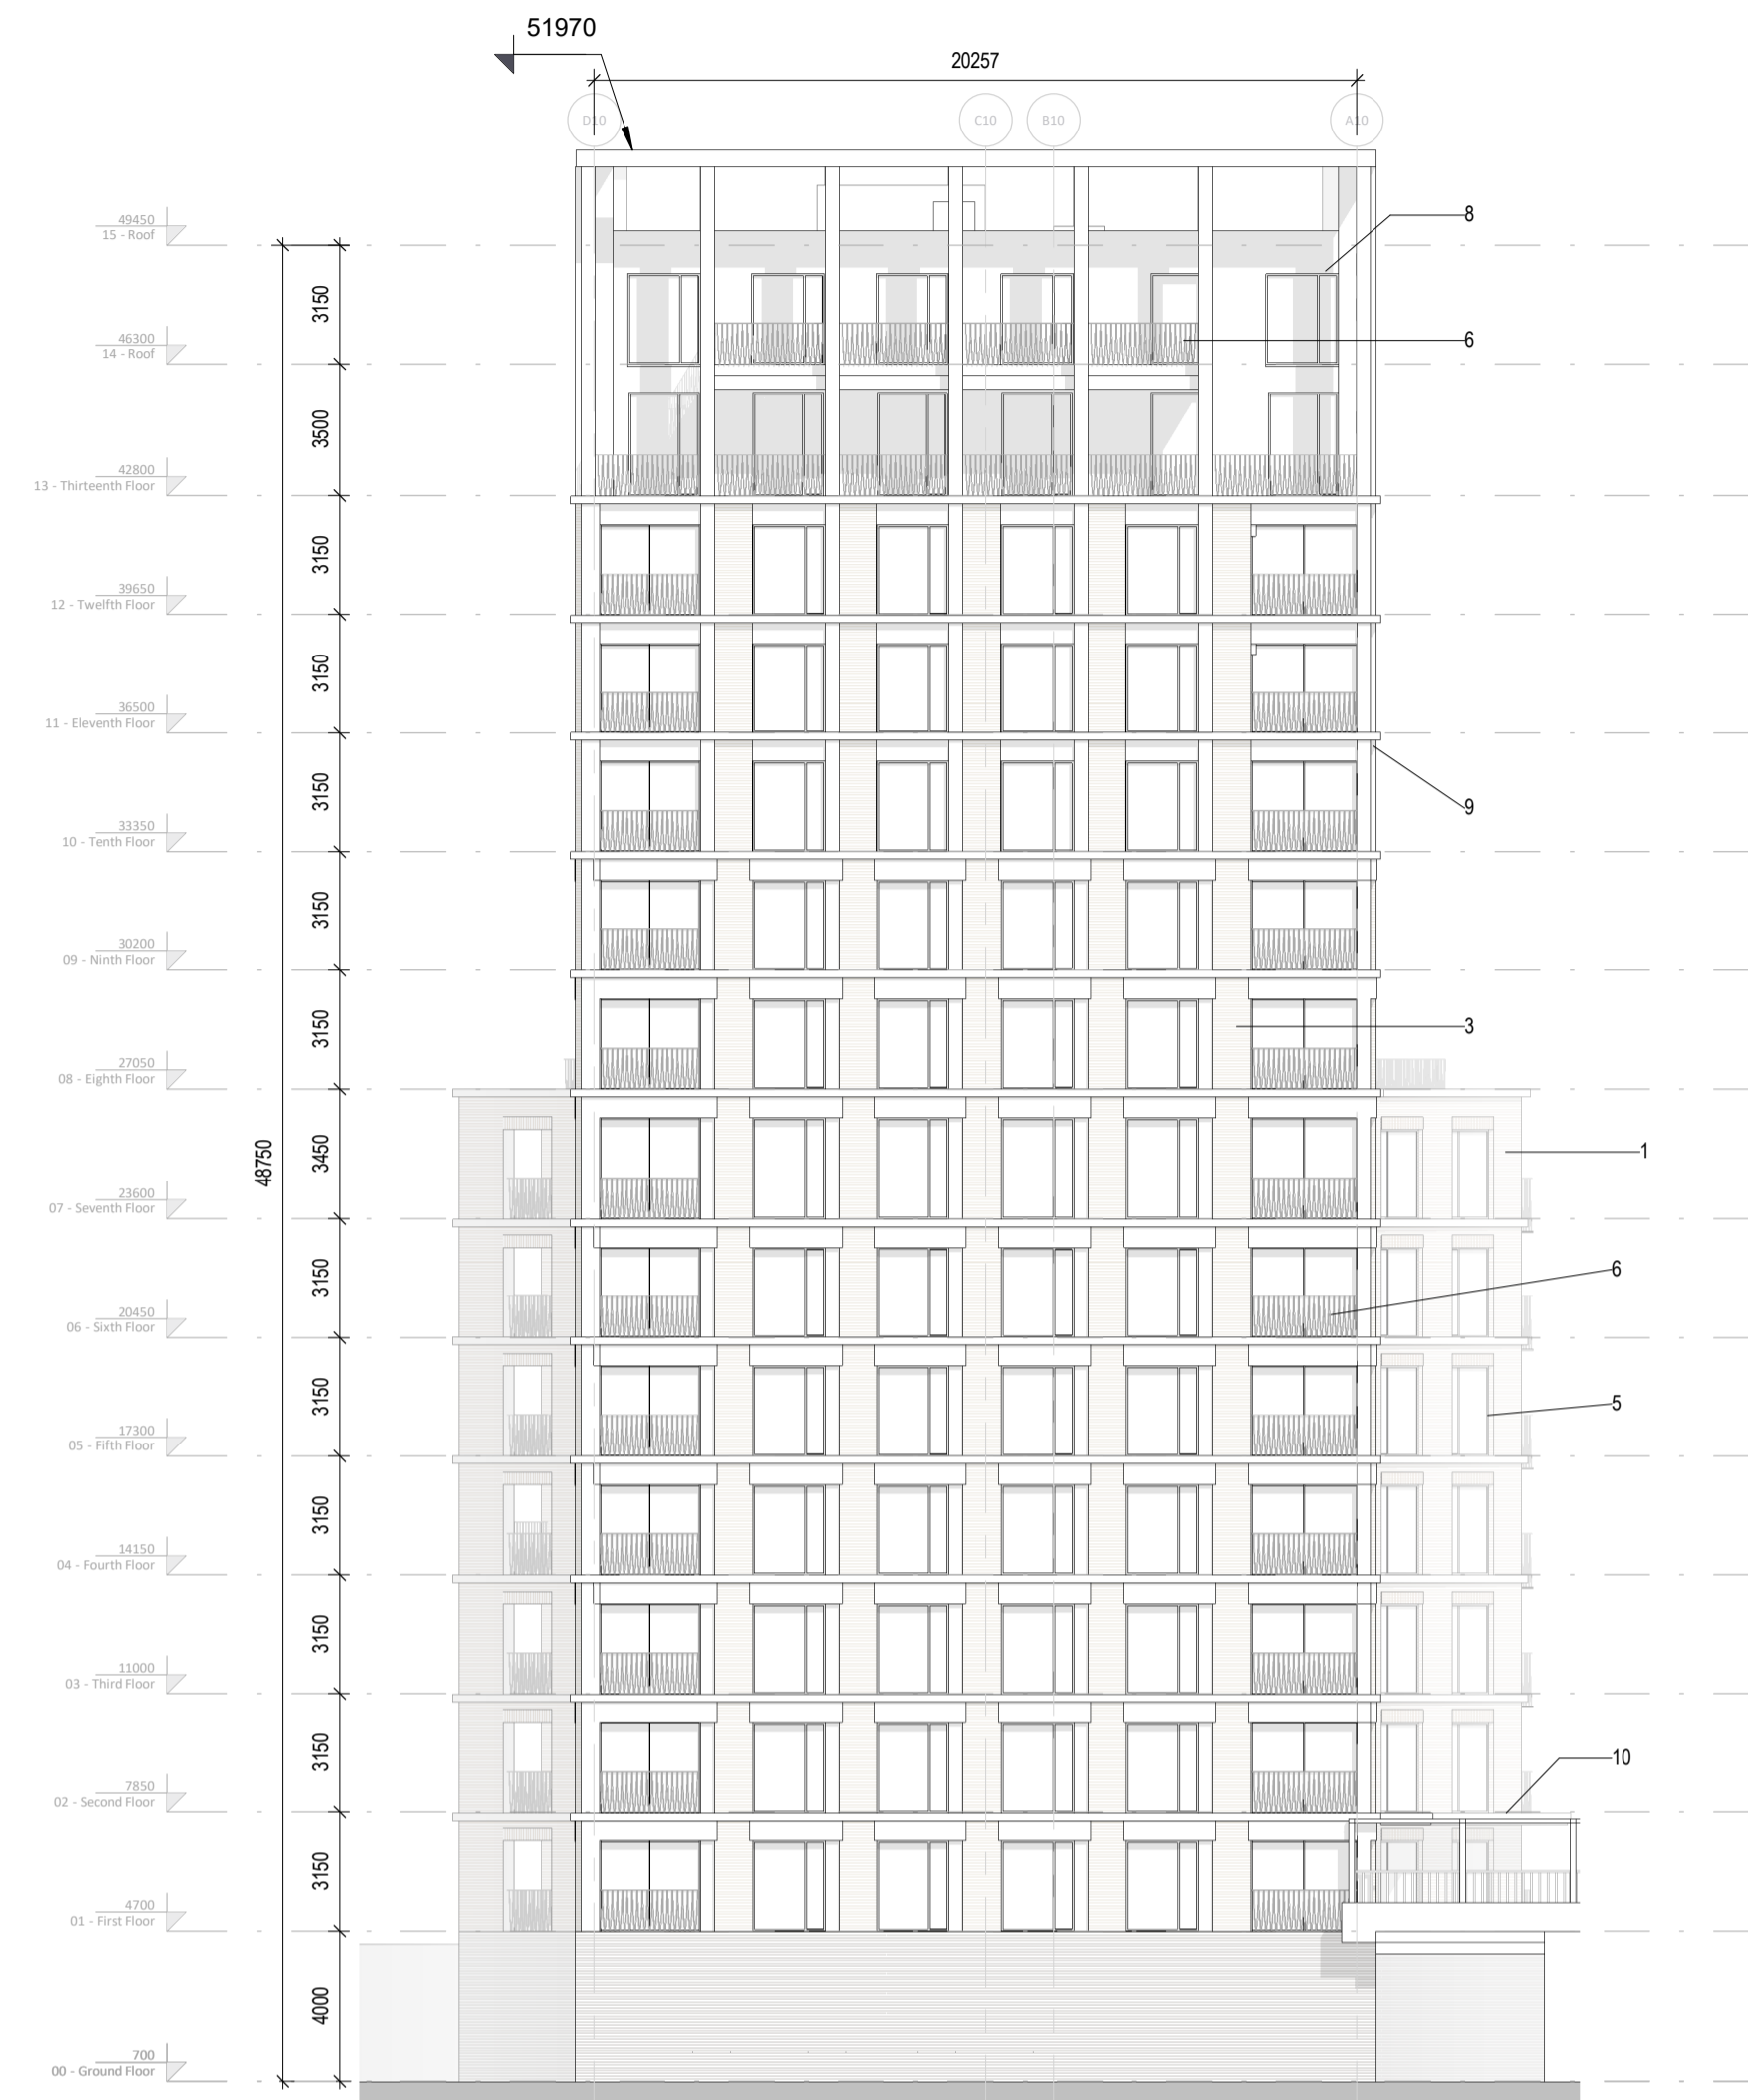 51970
20257
D10
C10
B10
A10
49450
15 - Roof
8
3150
46300
14 - Roof
6
3500
42800
13 - Thirteenth Floor
3150
39650
12 - Twelfth Floor
3150
36500
11 - Eleventh Floor
3150
9
33350
10 - Tenth Floor
3150
30200
09 - Ninth Floor
3150
3
27050
08 - Eighth Floor
48750
3450
1
23600
07 - Seventh Floor
3150
6
20450
06 - Sixth Floor
3150
5
17300
05 - Fifth Floor
3150
14150
04 - Fourth Floor
3150
11000
03 - Third Floor
3150
10
7850
02 - Second Floor
3150
4700
01 - First Floor
4000
700
00 - Ground Floor